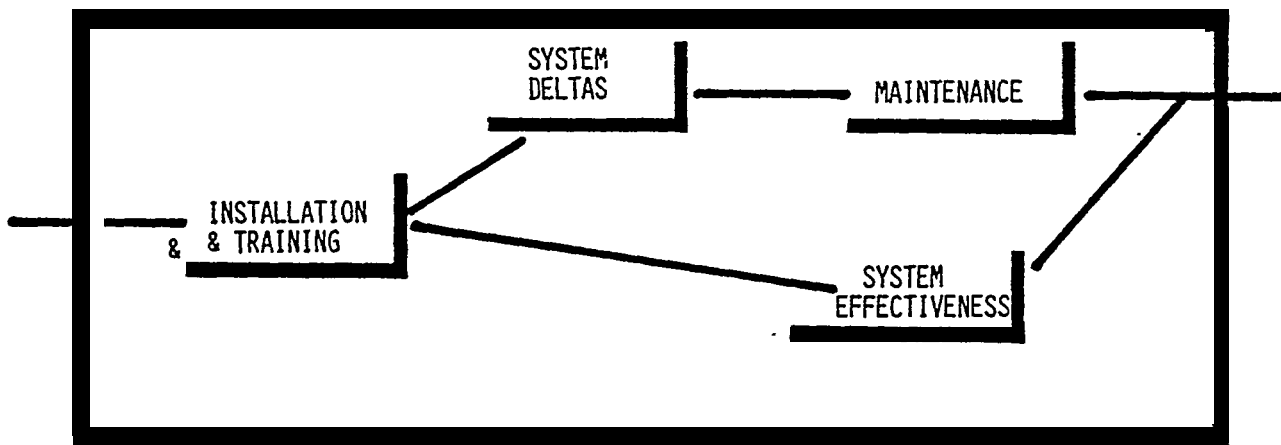 SYSTEM
DELTAS
MAINTENANCE
INSTALLATION
& & TRAINING
SYSTEM
EFFECTIVENESS